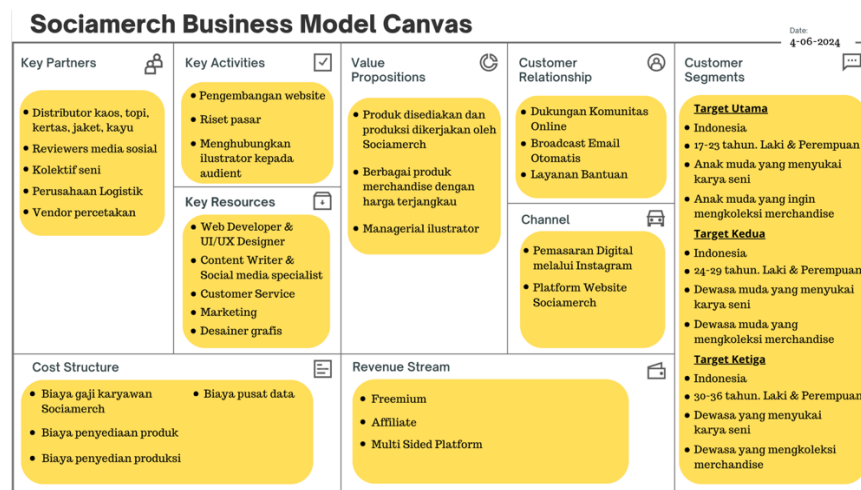 Sociamerch Business Model Canvas
Date:
4-06-2024
Key Partners
• Distributor kaos, topi,
kertas, jaket, kayu
• Reviewers media sosial
• Kolektif seni
• Perusahaan Logistik
• Vendor percetakan
Key Activities
• Pengembangan website
• Riset pasar
• Menghubungkan
ilustrator kepada
audient
Key Resources
• Web Developer &
UI/UX Designer
• Content Writer &
Social media specialist
• Customer Service
• Marketing
• Desainer grafis
Value
Propositions
• Produk disediakan dan
produksi dikerjakan oleh
Sociamerch
• Berbagai produk
merchandise dengan
harga terjangkau
• Managerial ilustrator
Customer
Relationship
• Dukungan Komunitas
Online
• Broadcast Email
Otomatis
• Layanan Bantuan
Channel
• Pemasaran Digital
melalui Instagram
• Platform Website
Sociamerch
Customer
Segments
Target Utama
• Indonesia
• 17-23 tahun. Laki & Perempuan
• Anak muda yang menyukai
karya seni
• Anak muda yang ingin
mengkoleksi merchandise
Target Kedua
• Indonesia
• 24-29 tahun. Laki & Perempuan
• Dewasa muda yang menyukai
karya seni
• Dewasa muda yang
mengkoleksi merchandise
Target Ketiga
• Indonesia
• 30-36 tahun. Laki & Perempuan
• Dewasa yang menyukai
karya seni
• Dewasa yang mengkoleksi
merchandise
Cost Structure
• Biaya gaji karyawan
Sociamerch
• Biaya penyediaan produk
• Biaya penyedian produksi
• Biaya pusat data
Revenue Stream
• Freemium
• Affiliate
• Multi Sided Platform